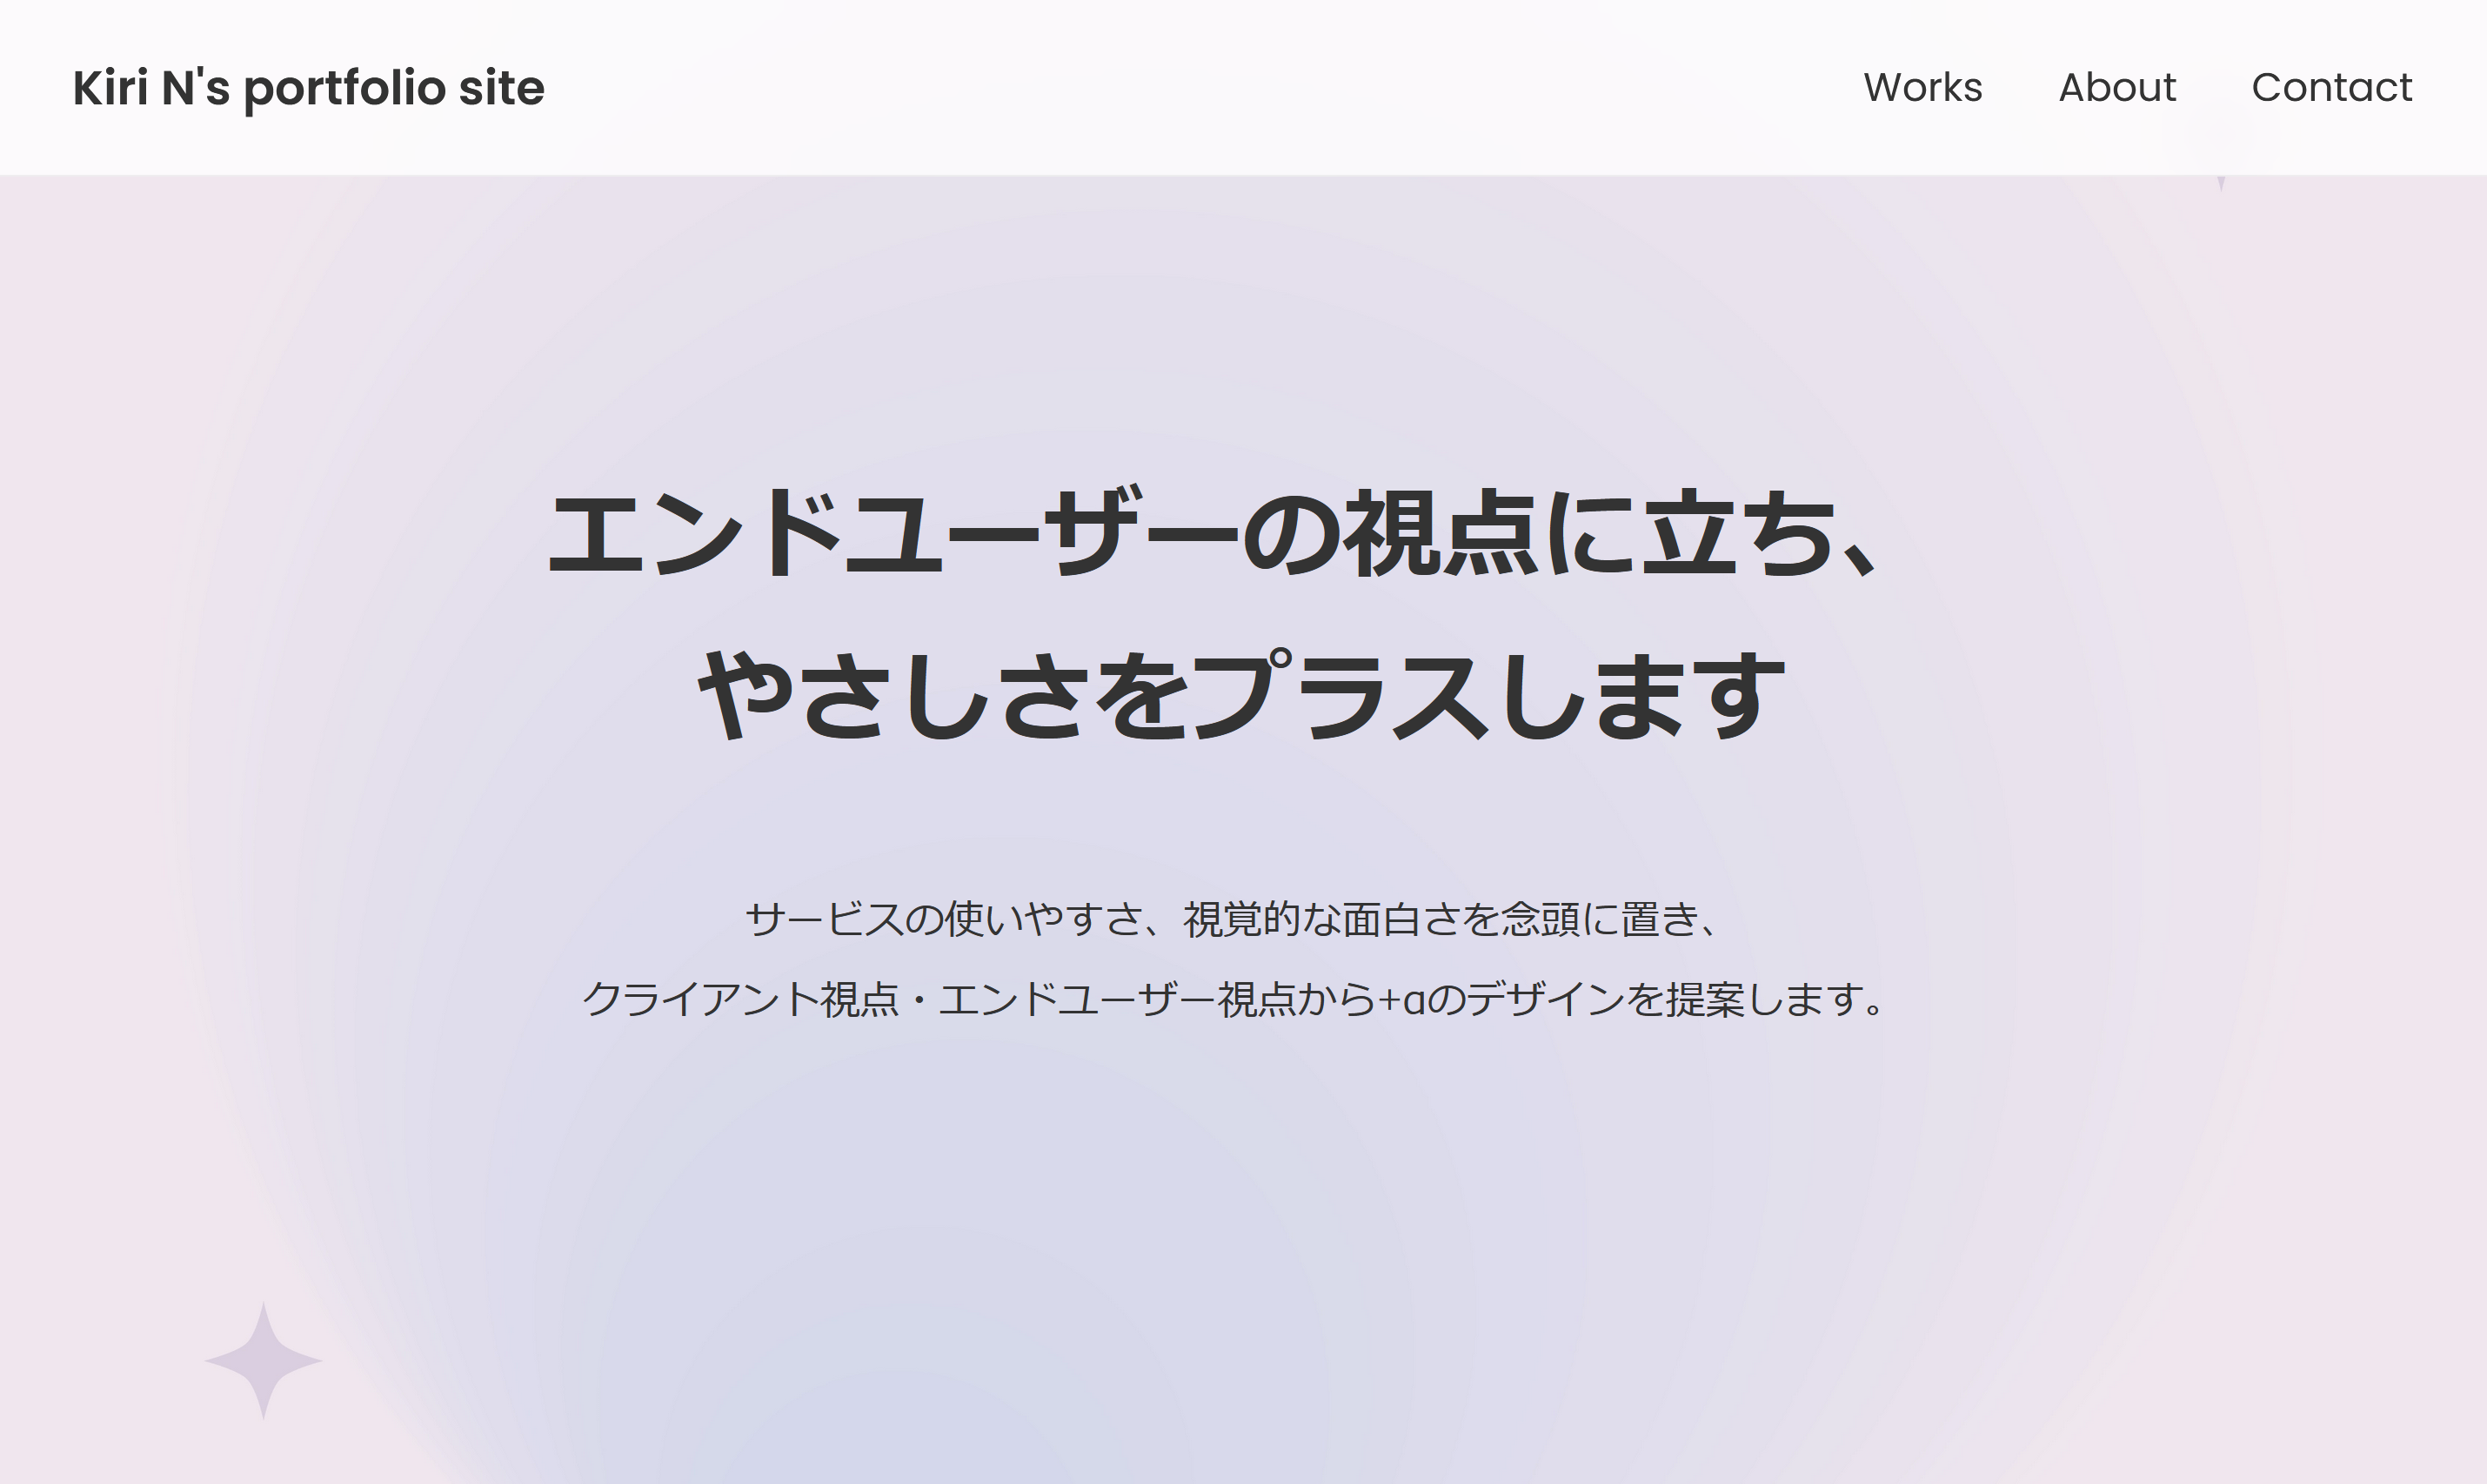 Kiri N's portfolio site
Works About Contact
エンドユーザーの視点に立ち、
やさしさをプラスします
サービスの使いやすさ、視覚的な面白さを念頭に置き、
クライアント視点・エンドユーザー視点から+αのデザインを提案します。